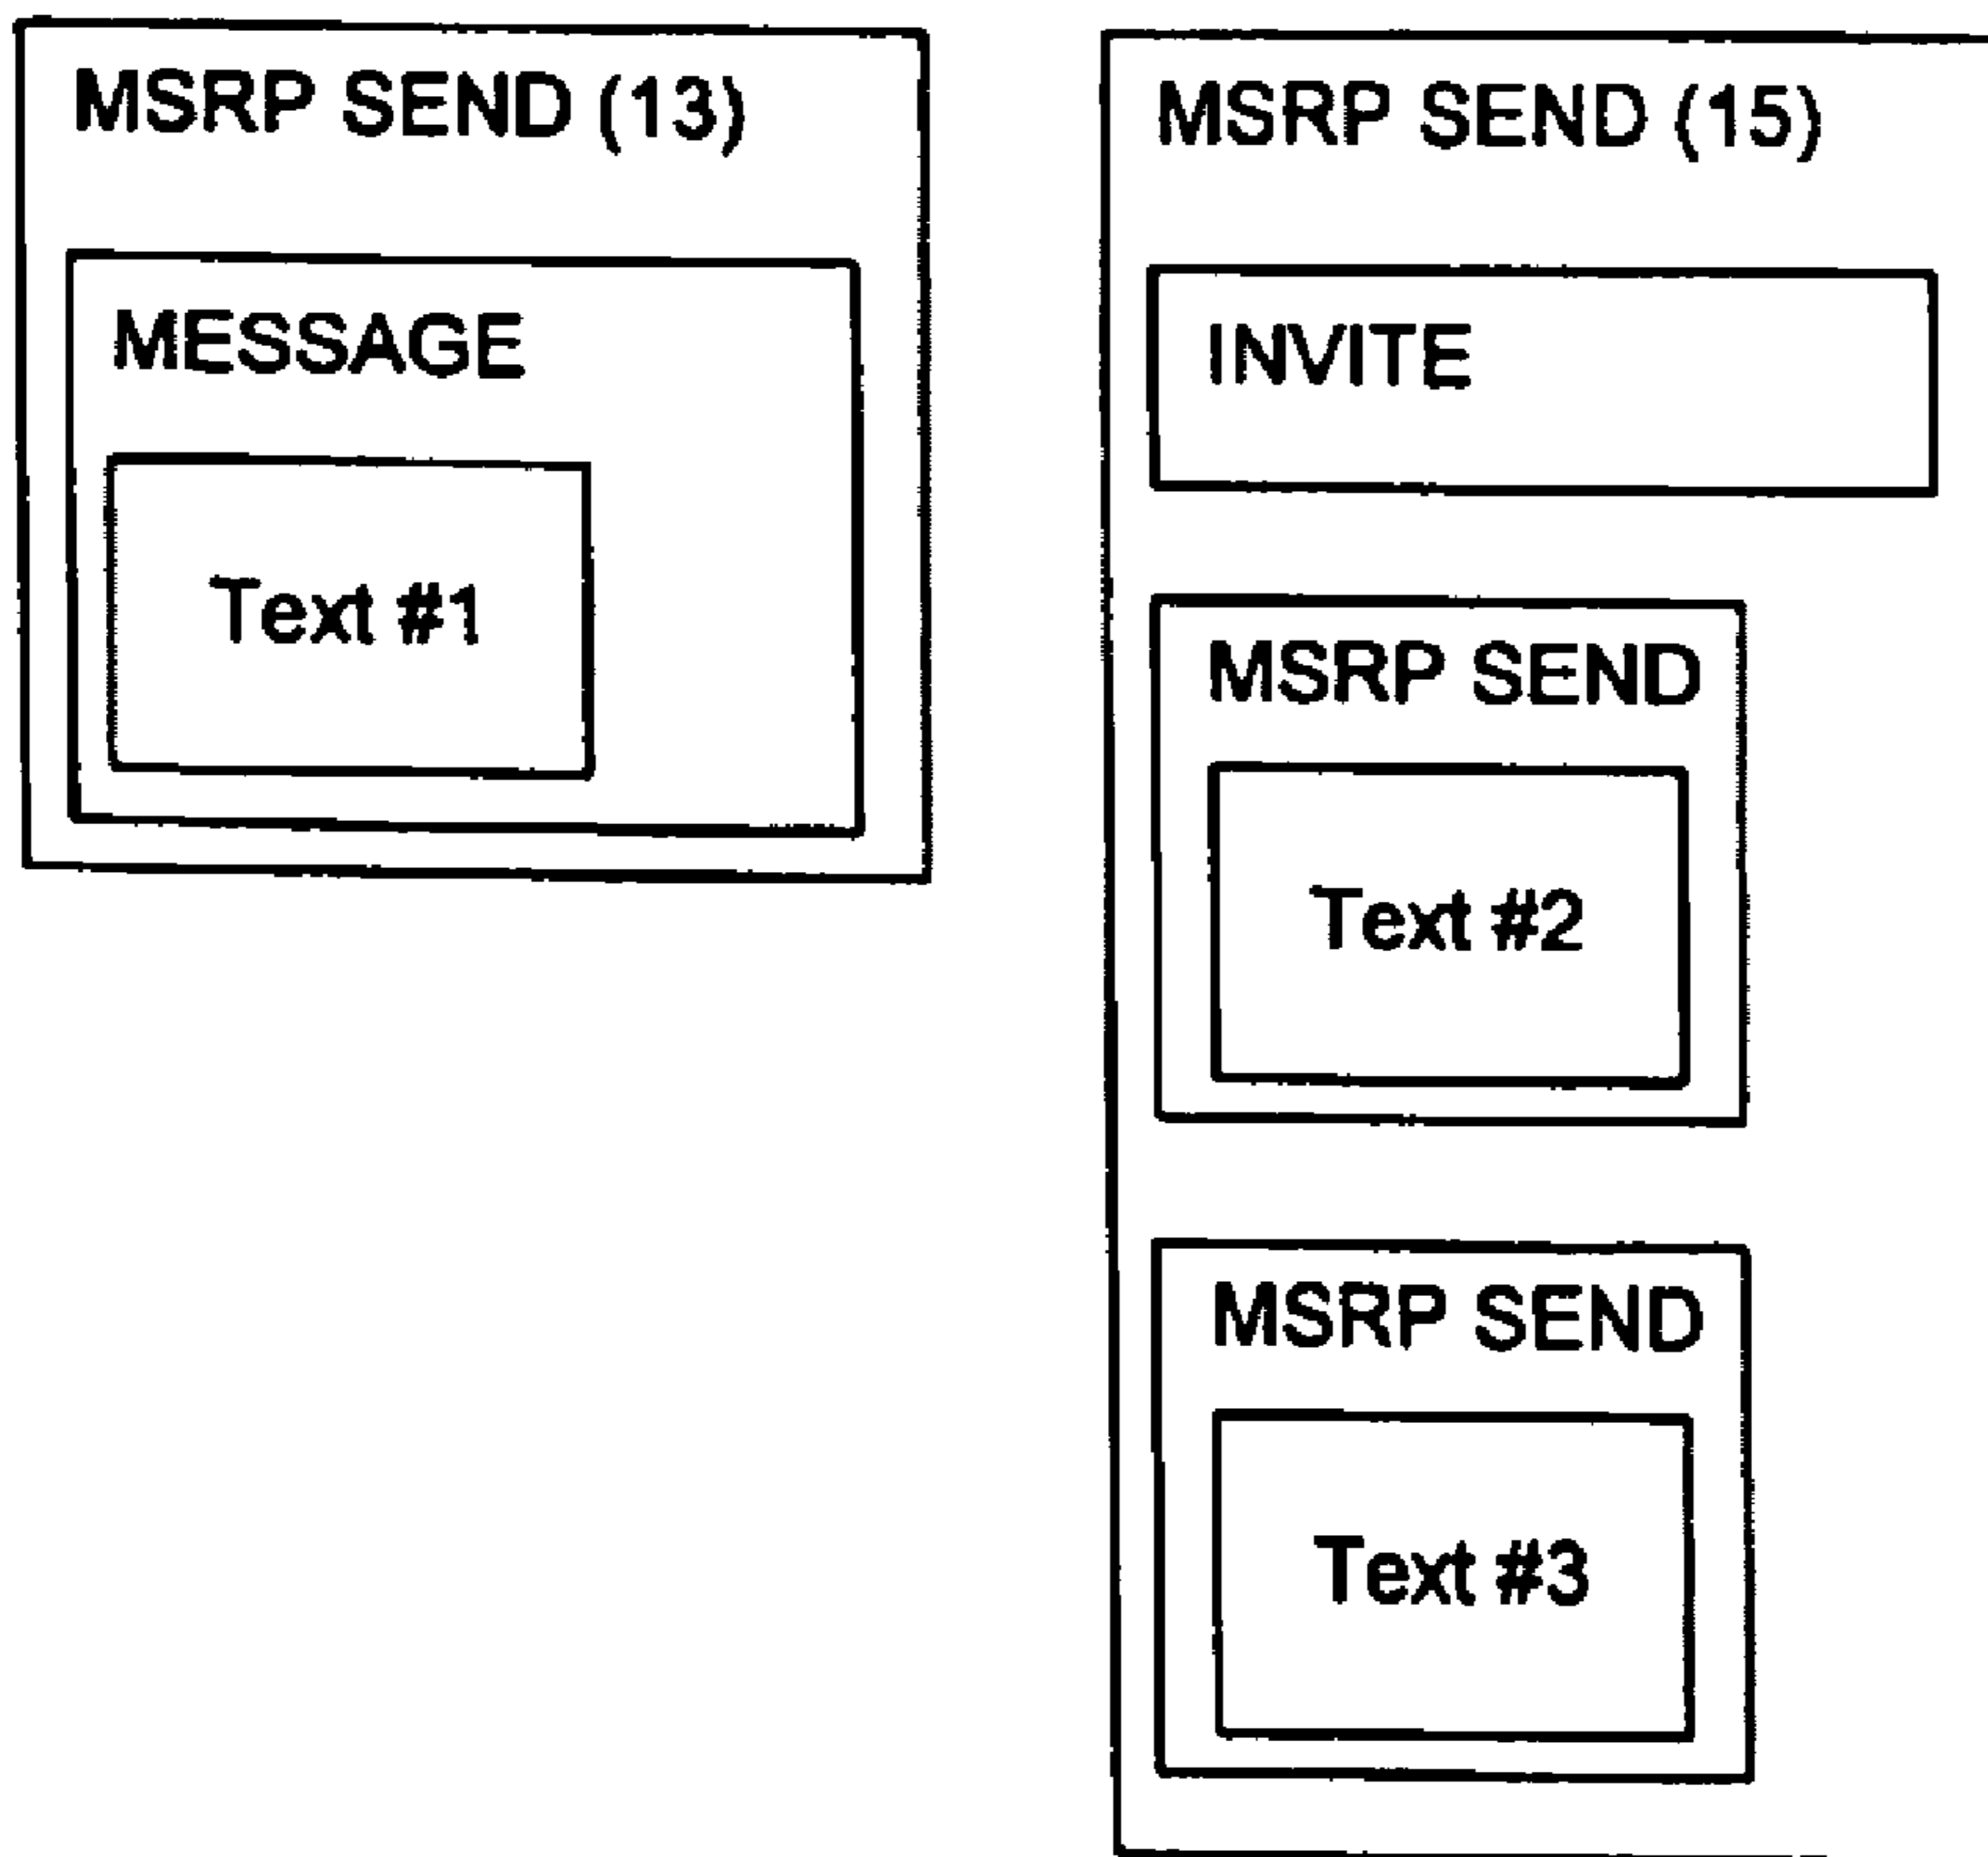 MSRP SEND (13)
MESSAGE
Text #1
MSRP SEND (15)
INVITE
MSRP SEND
Text #2
MSRP SEND
Text #3